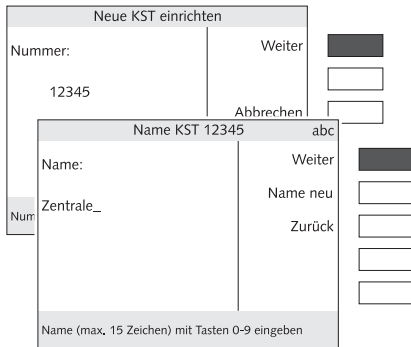 Neue KST einrichten
Nummer:
Weiter
12345
Abbrechen
Name KST 12345 abc
Name:
Weiter
Name neu
Zentrale_
Zurück
Num
Name (max. 15 Zeichen) mit Tasten 0-9 eingeben